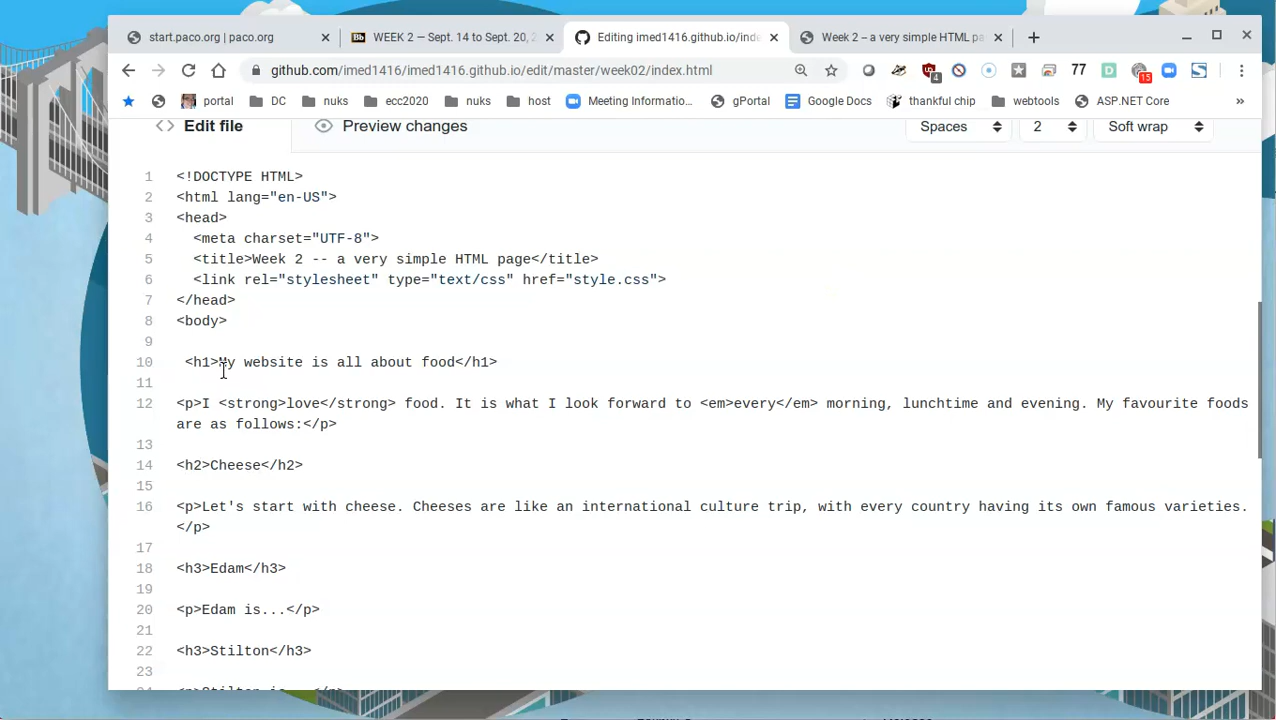 start.paco.org | paco.org
WEEK 2 — Sept. 14 to Sept. 20, 2
Editing imed1416.github.io/inde
Week 2 – a very simple HTML pa
github.com/imed1416/imed1416.github.io/edit/master/week02/index.html
4
77
15
portal
DC
nuks
ecc2020
nuks
host
Meeting Informatio...
gPortal
Google Docs
thankful chip
webtools
ASP.NET Core
»
<> Edit file
Preview changes
Spaces
2
Soft wrap
1 <!DOCTYPE HTML>
2 <html lang="en-US">
3 <head>
4 <meta charset="UTF-8">
5 <title>Week 2 -- a very simple HTML page</title>
6 <link rel="stylesheet" type="text/css" href="style.css">
7 </head>
8 <body>
9
10 <h1>My website is all about food</h1>
11
12 <p>I <strong>love</strong> food. It is what I look forward to <em>every</em> morning, lunchtime and evening. My favourite foods
are as follows:</p>
13
14 <h2>Cheese</h2>
15
16 <p>Let's start with cheese. Cheeses are like an international culture trip, with every country having its own famous varieties.
</p>
17
18 <h3>Edam</h3>
19
20 <p>Edam is...</p>
21
22 <h3>Stilton</h3>
23